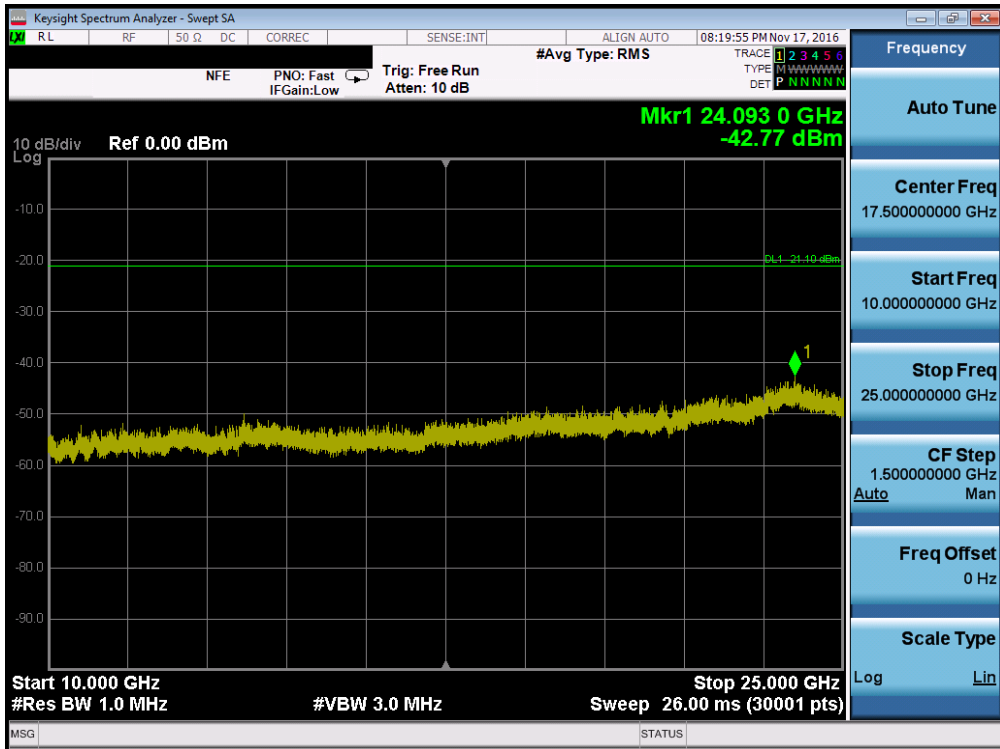 Keysight Spectrum Analyzer - Swept SA
LXI RL RF 50 Ω DC CORREC SENSE:INT ALIGN AUTO 08:19:55 PM Nov 17, 2016
#Avg Type: RMS TRACE 1 2 3 4 5 6
NFE PNO: Fast Trig: Free Run TYPE M W W W W W
IFGain:Low Atten: 10 dB DET P N N N N N
Mkr1 24.093 0 GHz
10 dB/div Ref 0.00 dBm -42.77 dBm
Log
-10.0
-20.0
DL1 -21.10 dBm
-30.0
1
-40.0
-50.0
-60.0
-70.0
-80.0
-90.0
Start 10.000 GHz Stop 25.000 GHz
#Res BW 1.0 MHz #VBW 3.0 MHz Sweep 26.00 ms (30001 pts)
MSG STATUS
Frequency
Auto Tune
Center Freq
17.500000000 GHz
Start Freq
10.000000000 GHz
Stop Freq
25.000000000 GHz
CF Step
1.500000000 GHz
Auto Man
Freq Offset
0 Hz
Scale Type
Log Lin